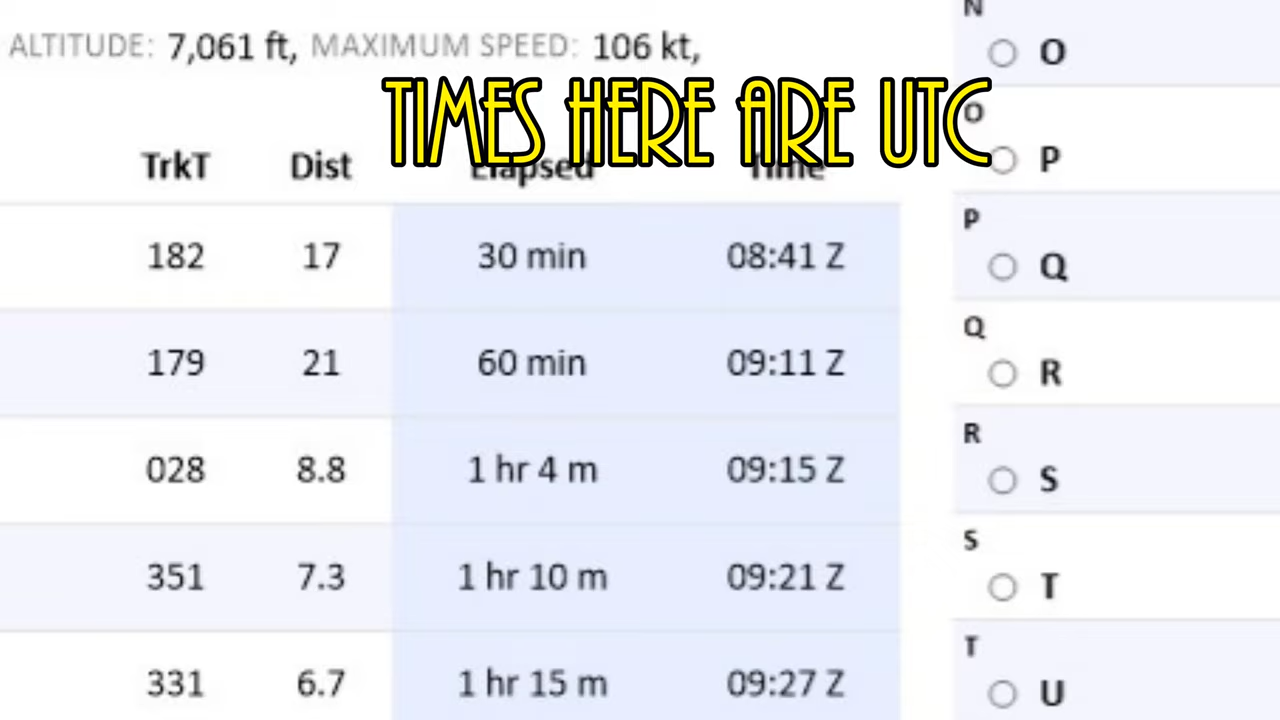 N
ALTITUDE: 7,061 ft, MAXIMUM SPEED: 106 kt,
O
TIMES HERE ARE UTC
O
TrkT Dist Elapsed Time
P
P
182 17 30 min 08:41 Z
Q
Q
179 21 60 min 09:11 Z
R
R
028 8.8 1 hr 4 m 09:15 Z
S
S
351 7.3 1 hr 10 m 09:21 Z
T
T
331 6.7 1 hr 15 m 09:27 Z
U